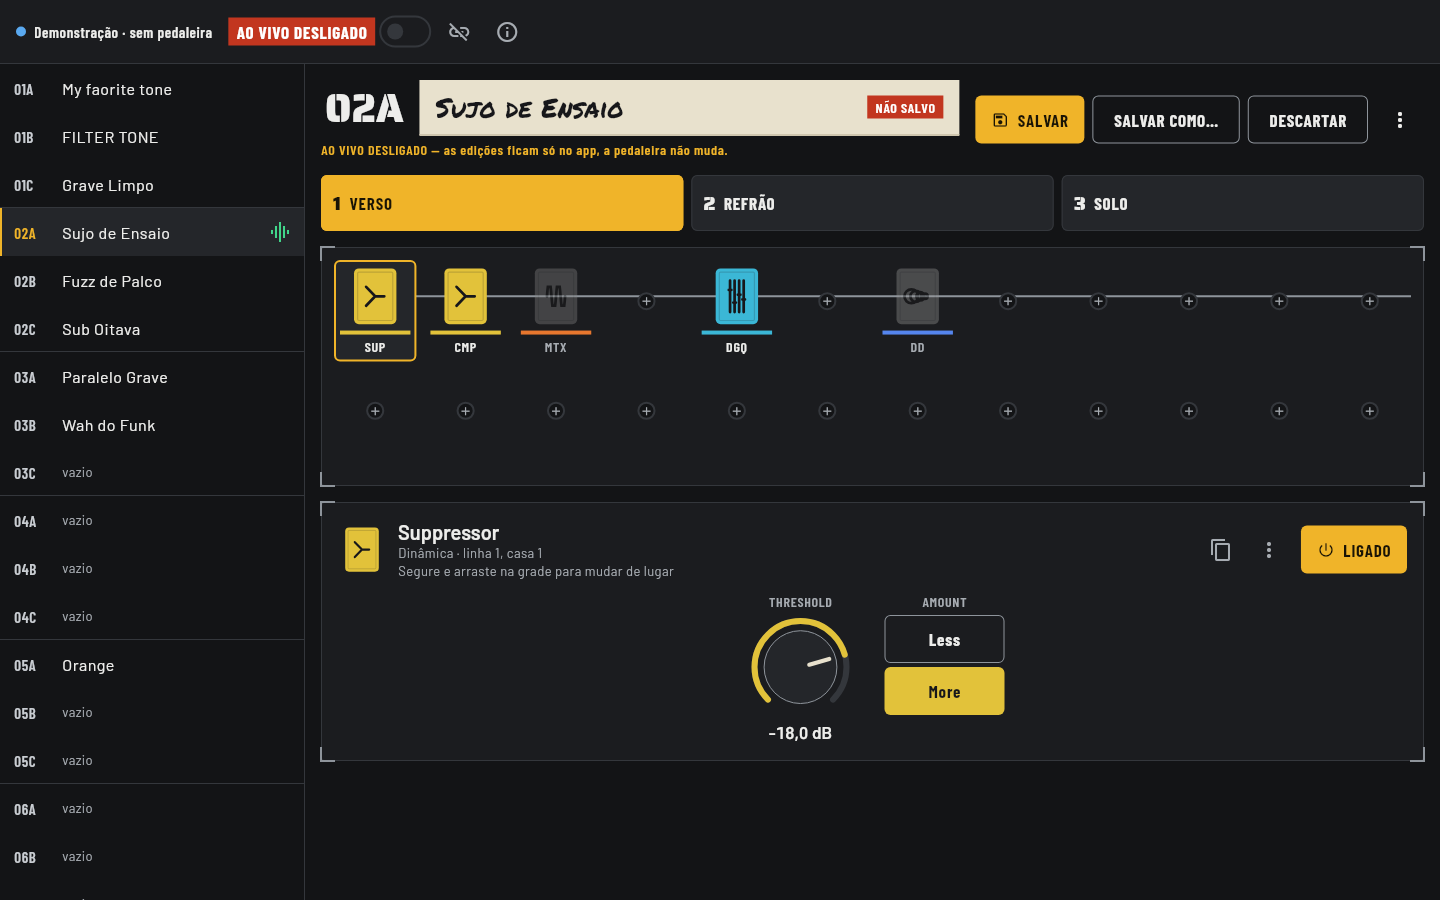 Demonstração · sem pedaleira
AO VIVO DESLIGADO
01A My faorite tone
01B FILTER TONE
01C Grave Limpo
02A Sujo de Ensaio
02B Fuzz de Palco
02C Sub Oitava
03A Paralelo Grave
03B Wah do Funk
03C vazio
04A vazio
04B vazio
04C vazio
05A Orange
05B vazio
05C vazio
06A vazio
06B vazio
02A
Sujo de Ensaio
NÃO SALVO
SALVAR
SALVAR COMO...
DESCARTAR
AO VIVO DESLIGADO — as edições ficam só no app, a pedaleira não muda.
1 VERSO
2 REFRÃO
3 SOLO
SUP
CMP
MTX
DGQ
DD
Suppressor
Dinâmica · linha 1, casa 1
Segure e arraste na grade para mudar de lugar
LIGADO
THRESHOLD
-18,0 dB
AMOUNT
Less
More